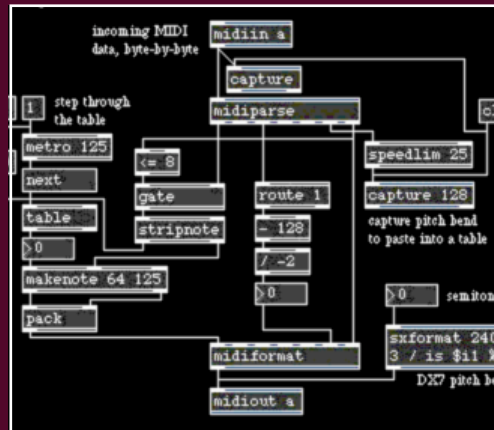 incoming MIDI
data, byte-by-byte
midiin a
capture
midiparse
1
step through
the table
metro 125
next
table
0
makenote 64 125
pack
<= 8
gate
stripnote
route 1
- 128
/ -2
0
speedlim 25
capture 128
capture pitch bend
to paste into a table
0
semiton
sxformat 240
3 / is $i1 %
DX7 pitch be
midiformat
midiout a